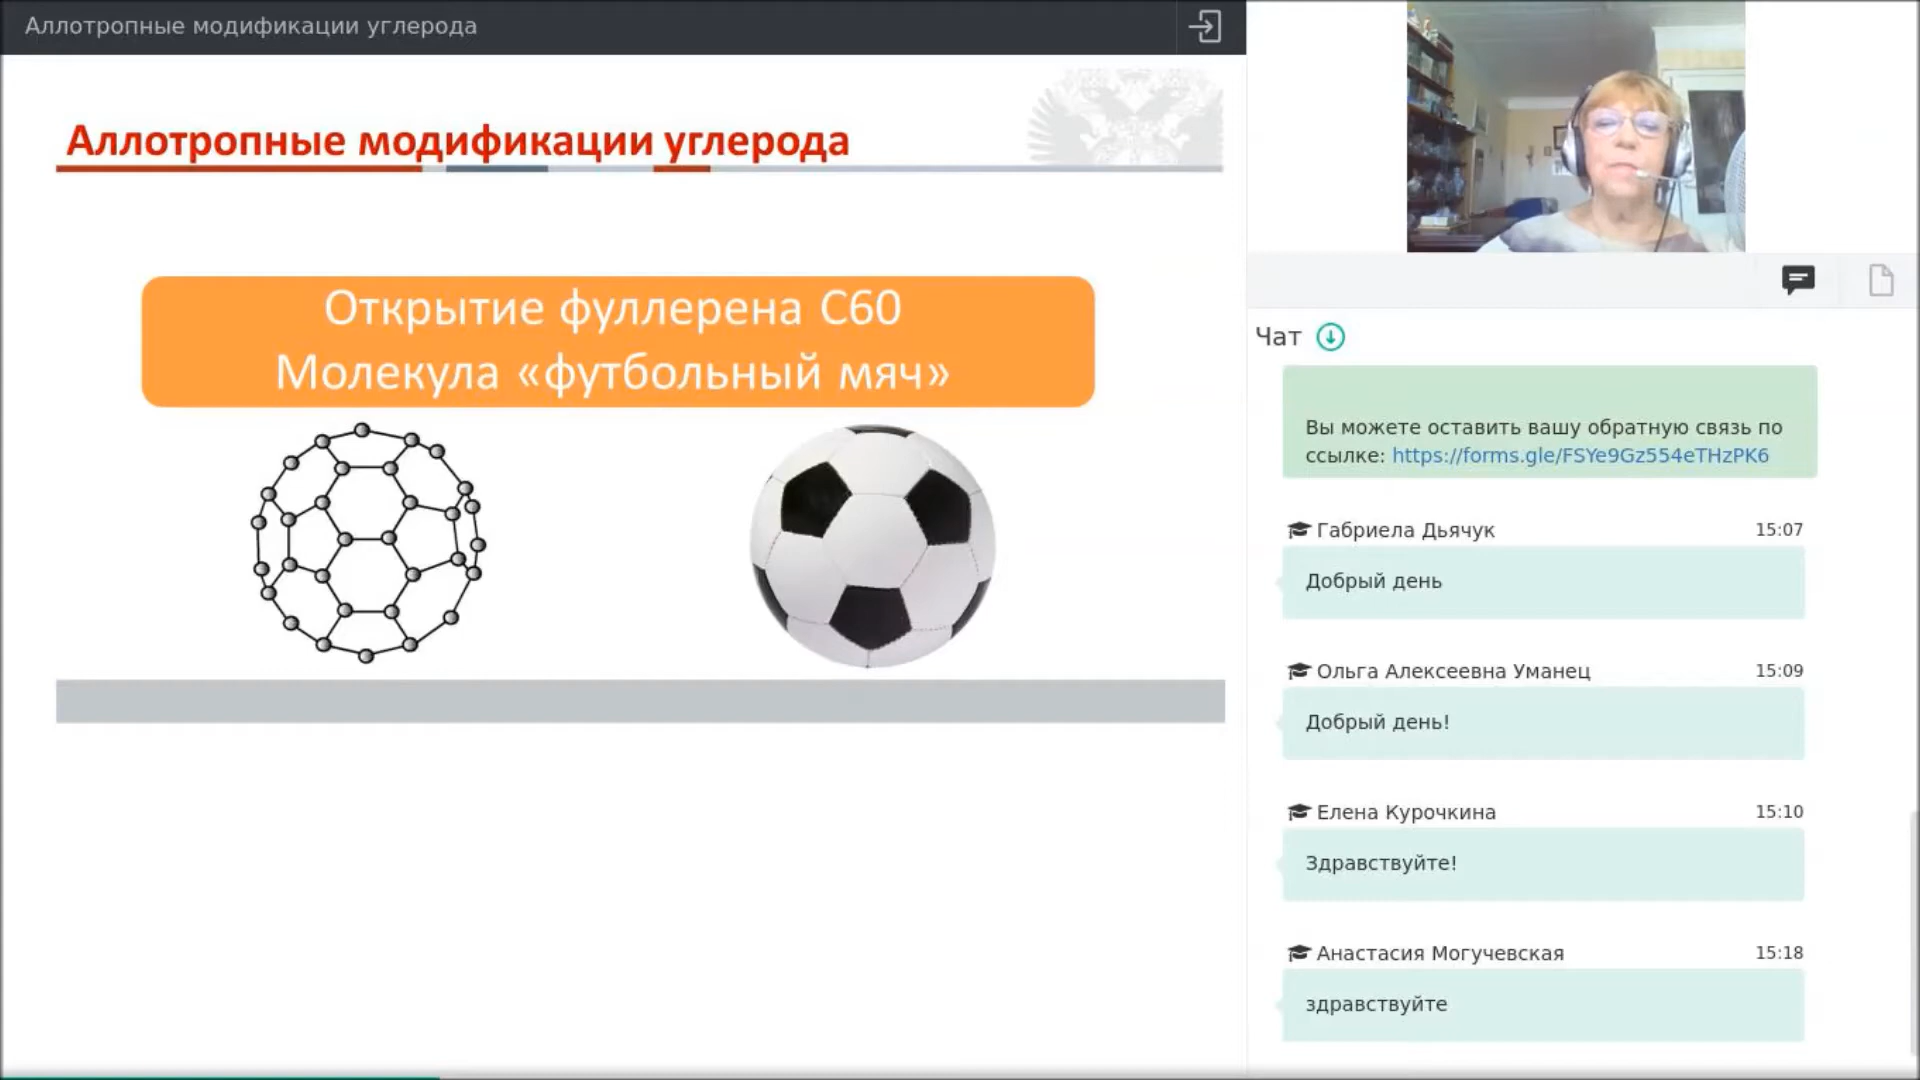 Аллотропные модификации углерода
Аллотропные модификации углерода
Открытие фуллерена С60
Молекула «футбольный мяч»
Чат
Вы можете оставить вашу обратную связь по
ссылке: https://forms.gle/FSYe9Gz554eTHzPK6
Габриела Дьячук 15:07
Добрый день
Ольга Алексеевна Уманец 15:09
Добрый день!
Елена Курочкина 15:10
Здравствуйте!
Анастасия Могучевская 15:18
здравствуйте